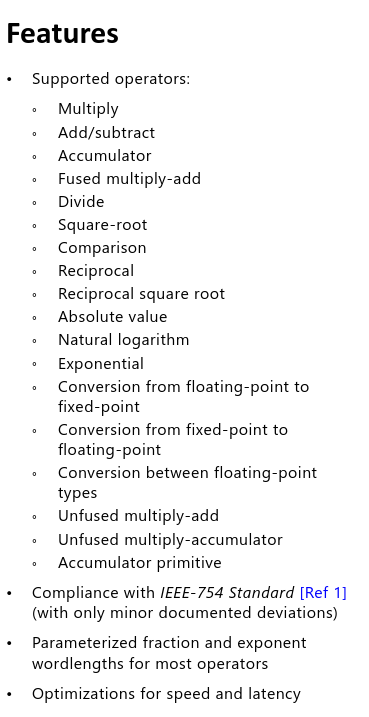 Features
• Supported operators:
◦ Multiply
◦ Add/subtract
◦ Accumulator
◦ Fused multiply-add
◦ Divide
◦ Square-root
◦ Comparison
◦ Reciprocal
◦ Reciprocal square root
◦ Absolute value
◦ Natural logarithm
◦ Exponential
◦ Conversion from floating-point to
fixed-point
◦ Conversion from fixed-point to
floating-point
◦ Conversion between floating-point
types
◦ Unfused multiply-add
◦ Unfused multiply-accumulator
◦ Accumulator primitive
• Compliance with IEEE-754 Standard [Ref 1]
(with only minor documented deviations)
• Parameterized fraction and exponent
wordlengths for most operators
• Optimizations for speed and latency